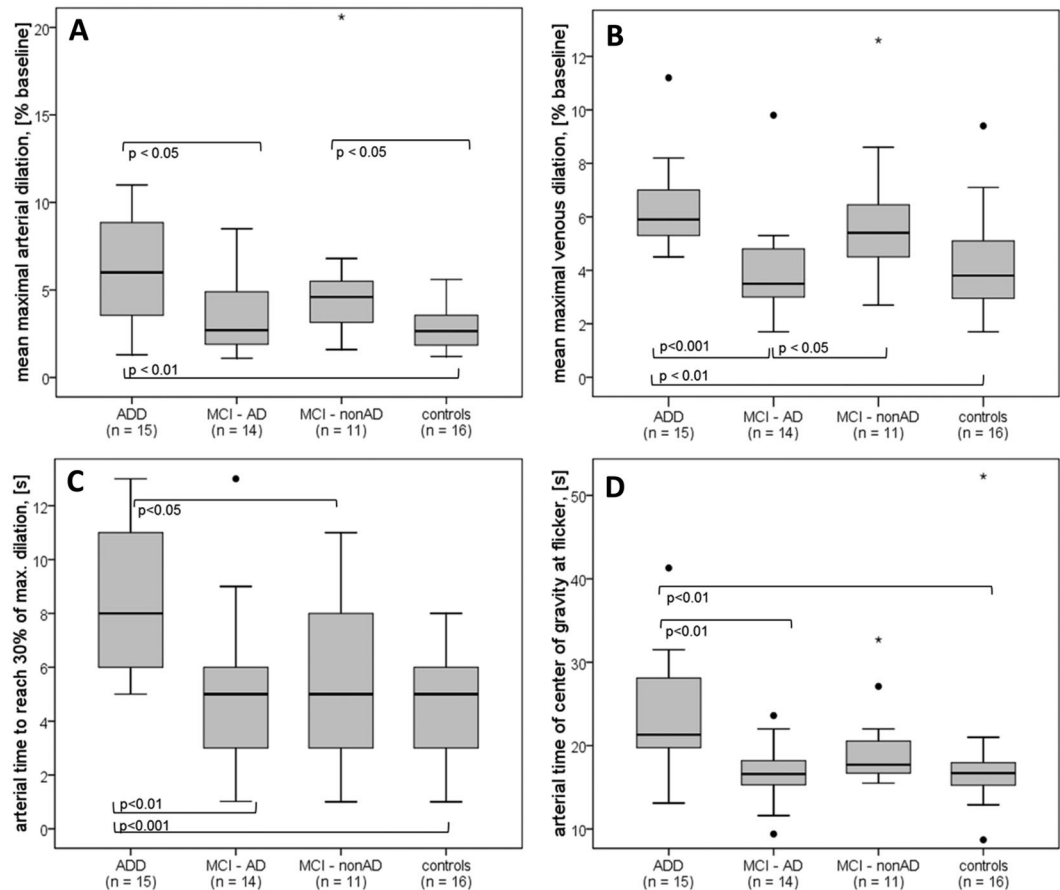 A
mean maximal arterial dilation, [% baseline]
20
15
10
5
0
*
p < 0.05
p < 0.05
p < 0.01
ADD
(n = 15)
MCI - AD
(n = 14)
MCI - nonAD
(n = 11)
controls
(n = 16)
B
mean maximal venous dilation, [% baseline]
12
10
8
6
4
2
0
*
p<0.001
p < 0.05
p < 0.01
ADD
(n = 15)
MCI - AD
(n = 14)
MCI - nonAD
(n = 11)
controls
(n = 16)
C
arterial time to reach 30% of max. dilation, [s]
12
10
8
6
4
2
0
p<0.05
p<0.01
p<0.001
ADD
(n = 15)
MCI - AD
(n = 14)
MCI - nonAD
(n = 11)
controls
(n = 16)
D
arterial time of center of gravity at flicker, [s]
50
40
30
20
10
*
p<0.01
p<0.01
*
ADD
(n = 15)
MCI - AD
(n = 14)
MCI - nonAD
(n = 11)
controls
(n = 16)